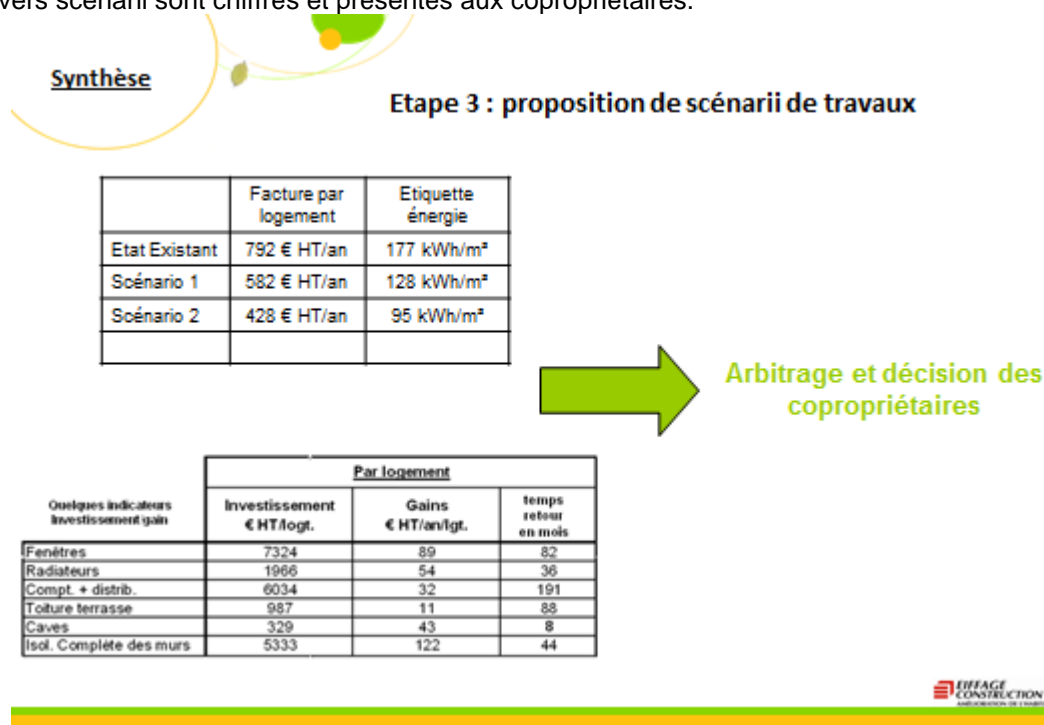 vers scénarii sont chiffrés et présentés aux copropriétaires.
Synthèse
Etape 3 : proposition de scénarii de travaux
Facture par logement Etiquette énergie
Etat Existant 792 € HT/an 177 kWh/m²
Scénario 1 582 € HT/an 128 kWh/m²
Scénario 2 428 € HT/an 95 kWh/m²
Arbitrage et décision des
copropriétaires
Par logement
Quelques indicateurs Investissement/gain Investissement € HT/logt. Gains € HT/an/lgt. temps retour en mois
Fenêtres 7324 89 82
Radiateurs 1966 54 36
Compt. + distrib. 6034 32 191
Toiture terrasse 987 11 88
Caves 329 43 8
Isol. Complète des murs 5333 122 44
EIFFAGE
CONSTRUCTION